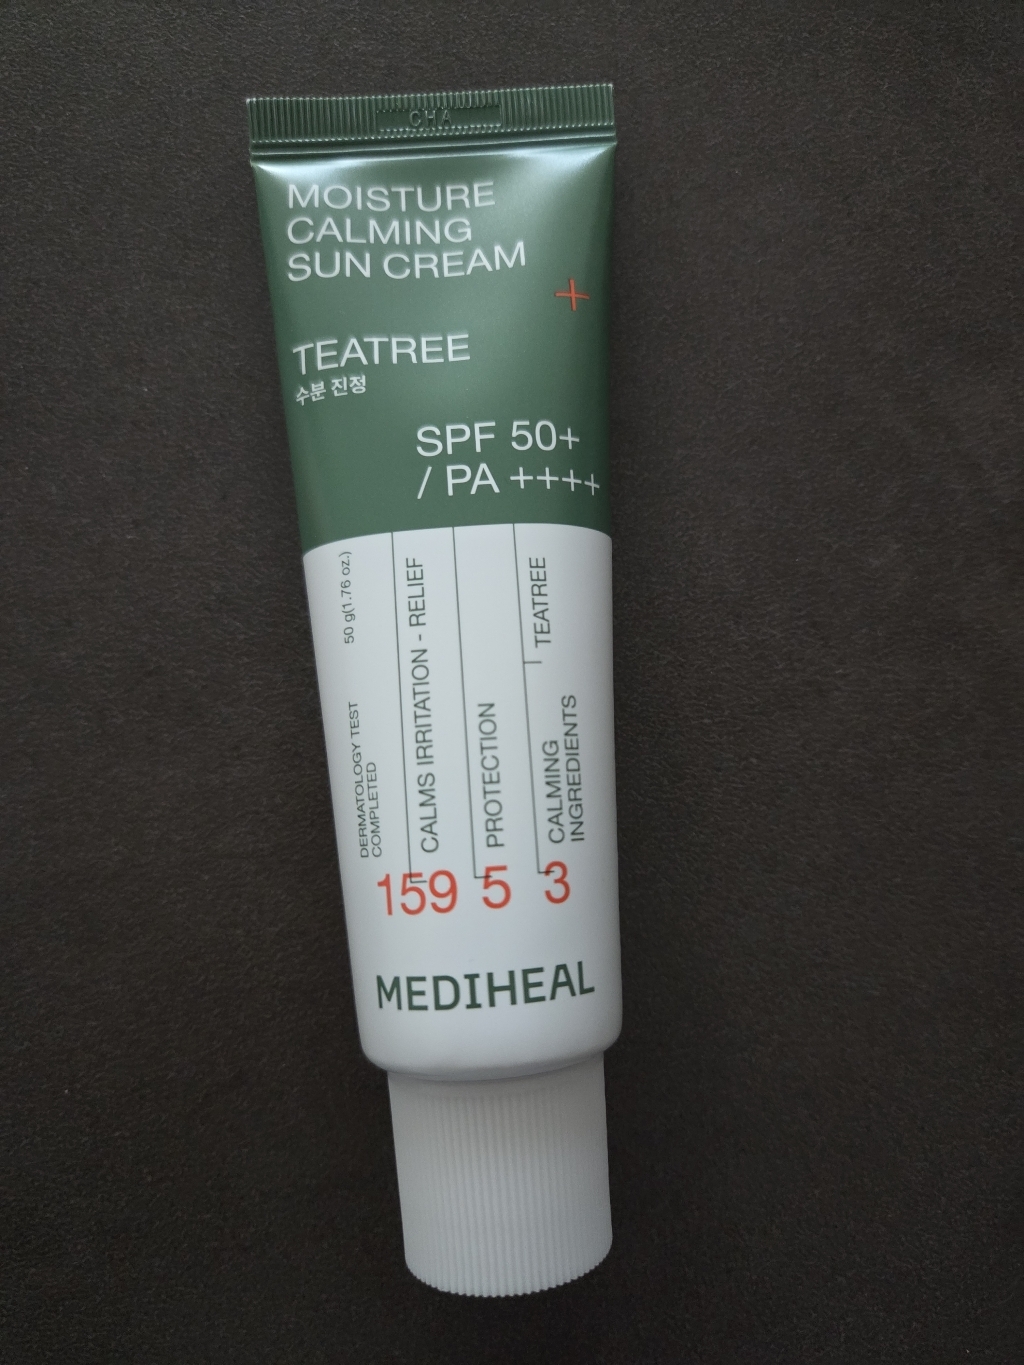 CHA
MOISTURE
CALMING
SUN CREAM
+
TEATREE
수분 진정
SPF 50+
/ PA ++++
50 g(1.76 oz.)
DERMATOLOGY TEST
COMPLETED
CALMS IRRITATION - RELIEF
159
PROTECTION
5
TEATREE
CALMING
INGREDIENTS
3
MEDIHEAL